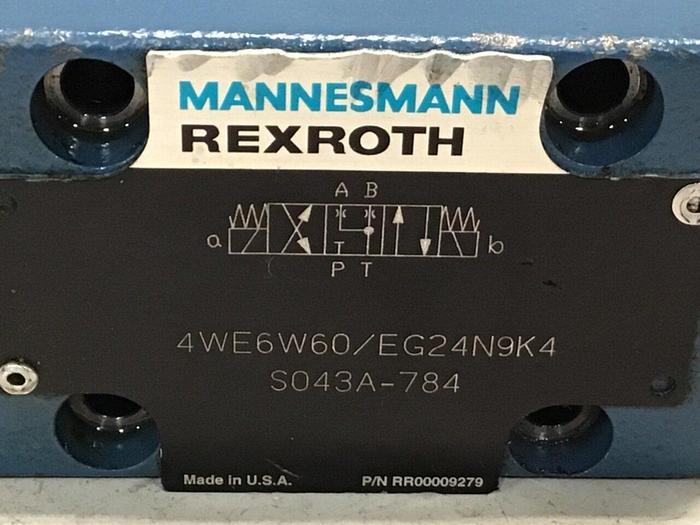 MANNESMANN
REXROTH
A B
a b
T
P T
4WE6W60/EG24N9K4
S043A-784
Made in U.S.A. P/N RR00009279